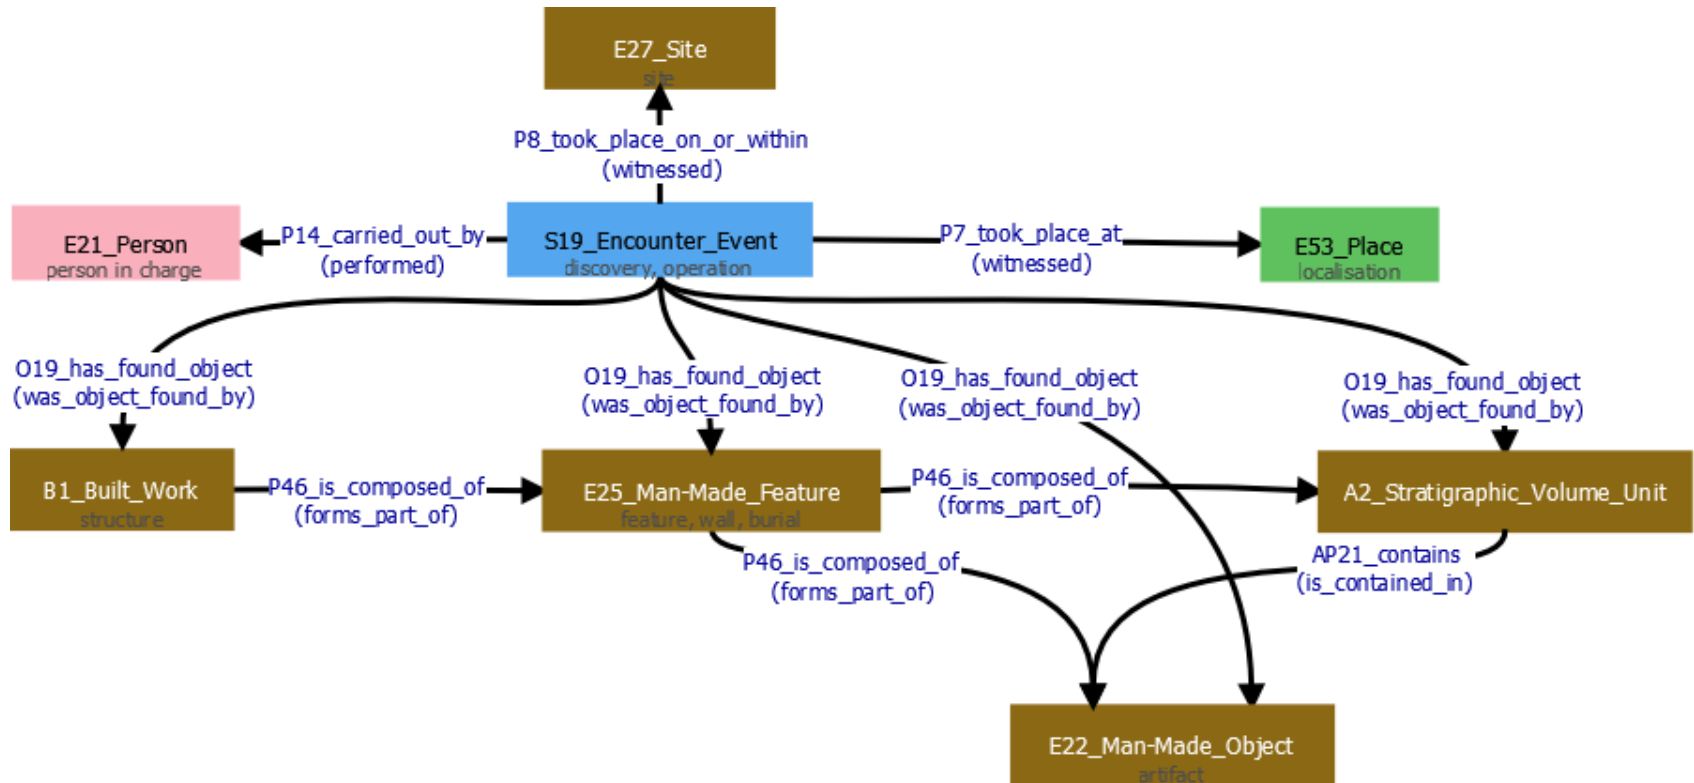 E27_Site
site
P8_took_place_on_or_within
(witnessed)
E21_Person
person in charge
P14_carried_out_by
(performed)
S19_Encounter_Event
discovery, operation
P7_took_place_at
(witnessed)
E53_Place
localisation
O19_has_found_object
(was_object_found_by)
O19_has_found_object
(was_object_found_by)
O19_has_found_object
(was_object_found_by)
O19_has_found_object
(was_object_found_by)
B1_Built_Work
structure
P46_is_composed_of
(forms_part_of)
E25_Man-Made_Feature
feature, wall, burial
P46_is_composed_of
(forms_part_of)
A2_Stratigraphic_Volume_Unit
P46_is_composed_of
(forms_part_of)
AP21_contains
(is_contained_in)
E22_Man-Made_Object
artifact